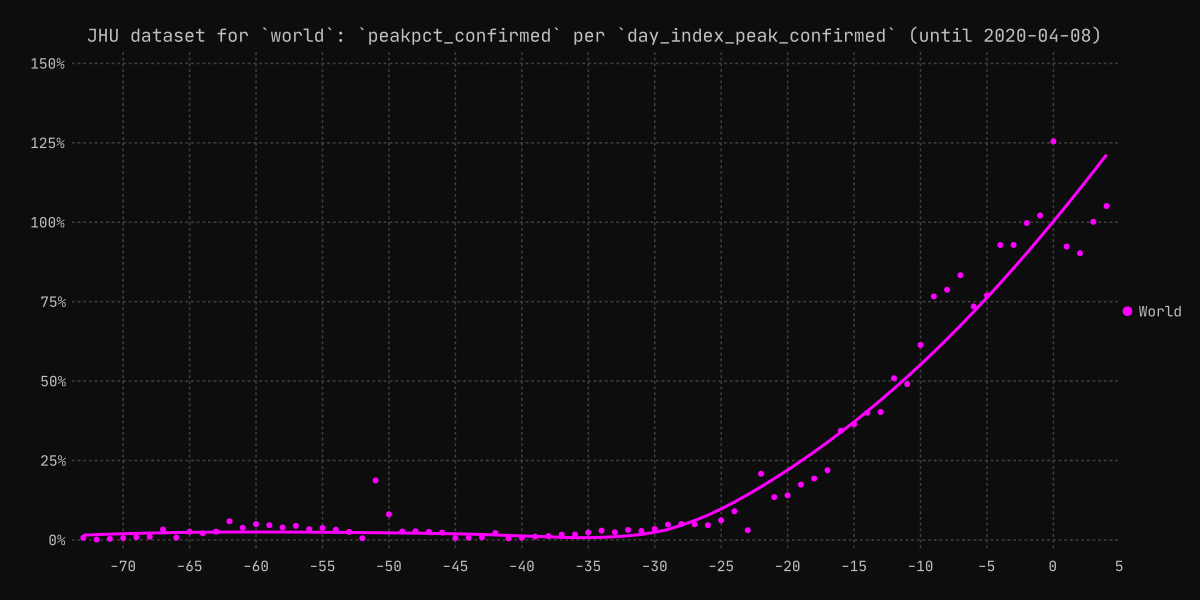 JHU dataset for `world`: `peakpct_confirmed` per `day_index_peak_confirmed` (until 2020-04-08)
150%
125%
100%
75%
50%
25%
0%
World
-70 -65 -60 -55 -50 -45 -40 -35 -30 -25 -20 -15 -10 -5 0 5